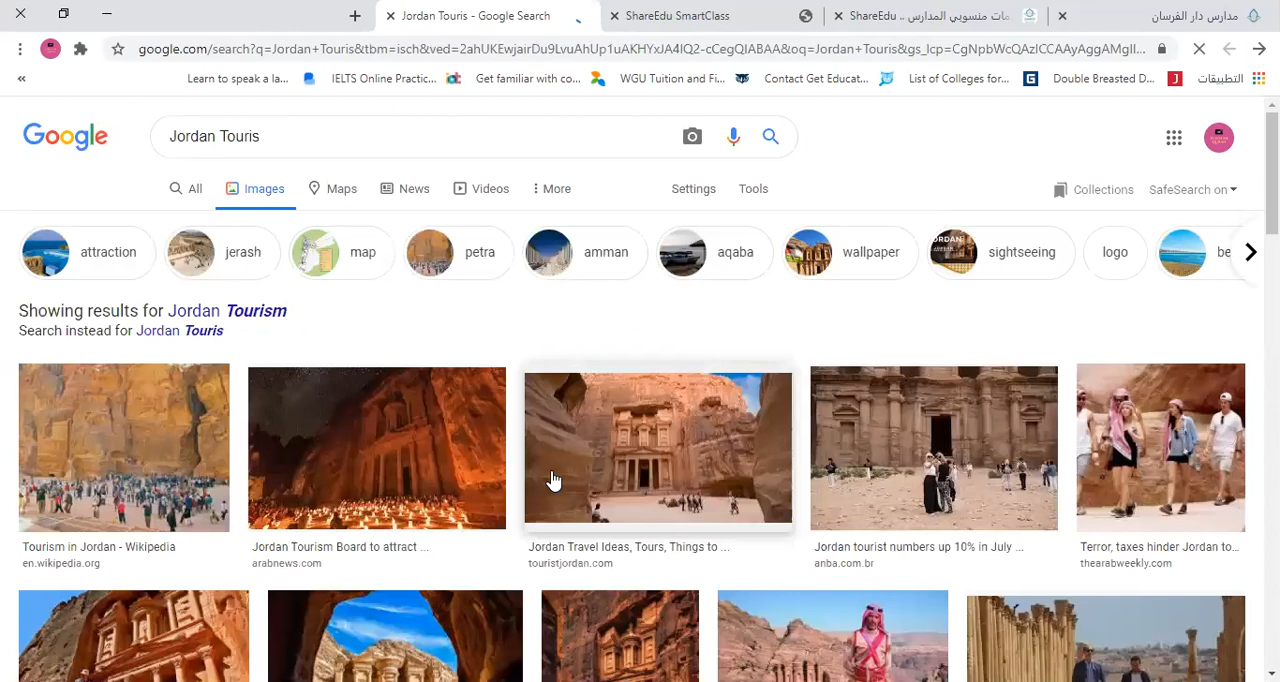 Jordan Touris - Google Search
ShareEdu SmartClass
ShareEdu .. مات منسوبي المدارس
مدارس دار الفرسان
google.com/search?q=Jordan+Touris&tbm=isch&ved=2ahUKEwjairDu9LvuAhUp1uAKHYxJA4IQ2-cCegQIABAA&oq=Jordan+Touris&gs_lcp=CgNpbWcQAzICCAAyAggAMgII...
Learn to speak a la...
IELTS Online Practic...
Get familiar with co...
WGU Tuition and Fi...
Contact Get Educat...
List of Colleges for...
Double Breasted D...
التطبيقات
Google
Jordan Touris
All
Images
Maps
News
Videos
More
Settings
Tools
Collections
SafeSearch on
attraction
jerash
map
petra
amman
aqaba
wallpaper
JORDAN
sightseeing
logo
be
Showing results for Jordan Tourism
Search instead for Jordan Touris
Tourism in Jordan - Wikipedia
en.wikipedia.org
Jordan Tourism Board to attract ...
arabnews.com
Jordan Travel Ideas, Tours, Things to ...
touristjordan.com
Jordan tourist numbers up 10% in July ...
anba.com.br
Terror, taxes hinder Jordan to...
thearabweekly.com